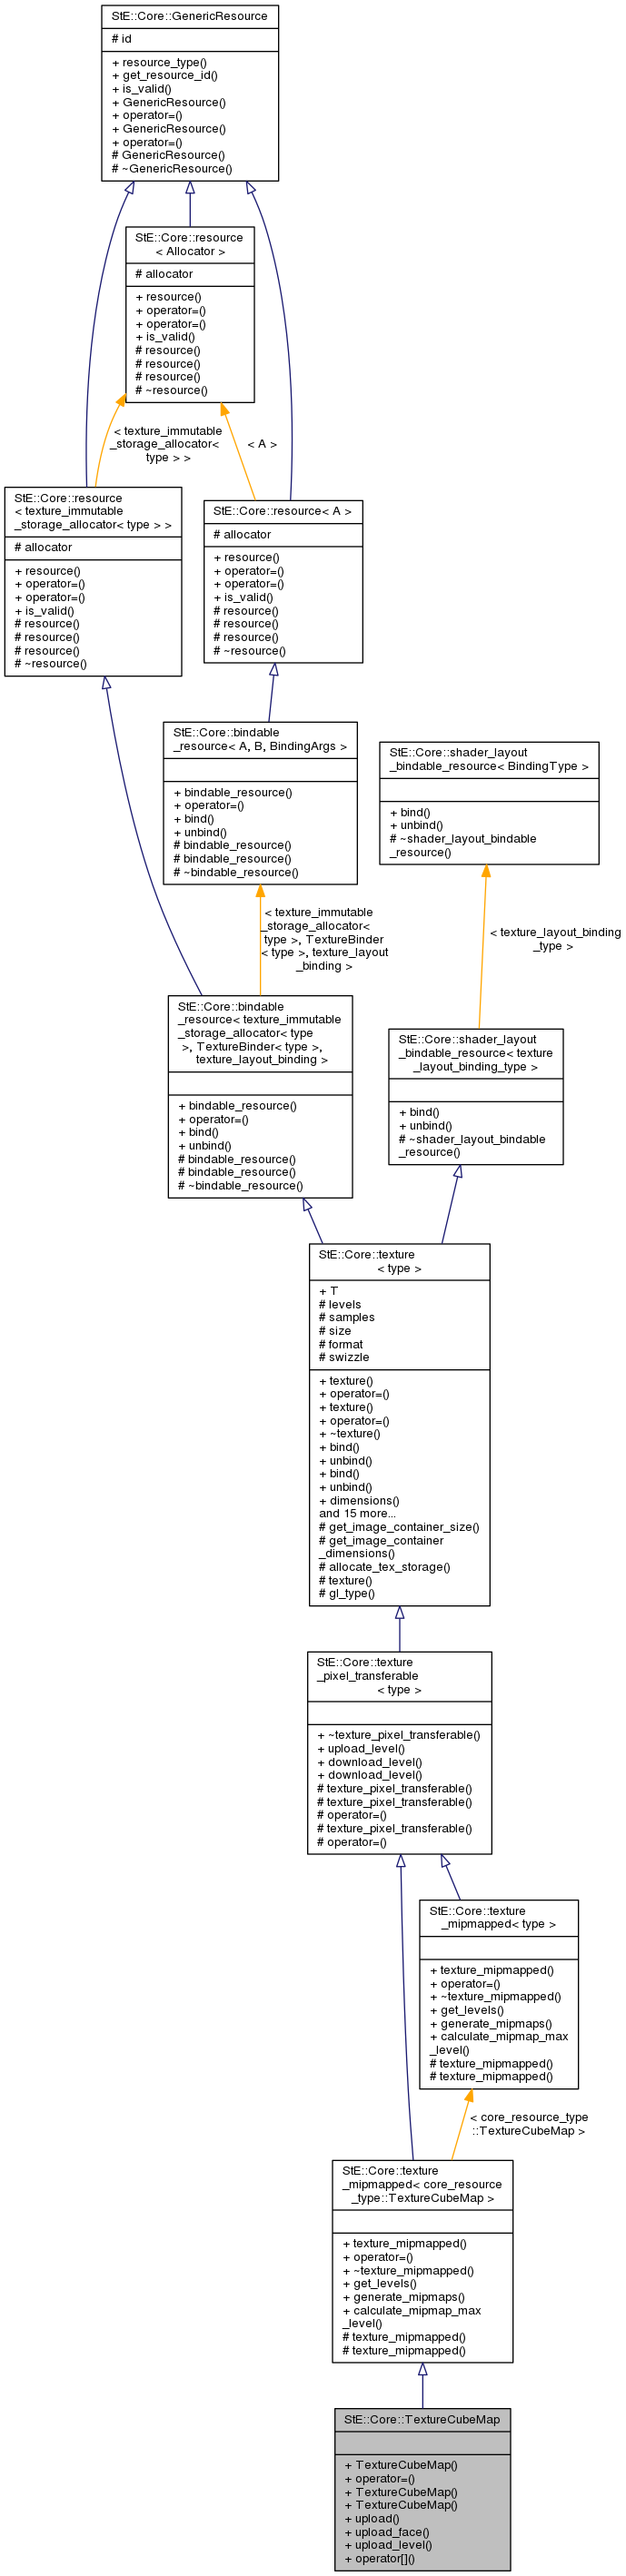 StE::Core::GenericResource
# id
+ resource_type()
+ get_resource_id()
+ is_valid()
+ GenericResource()
+ operator=()
+ GenericResource()
+ operator=()
# GenericResource()
# ~GenericResource()
StE::Core::resource
< Allocator >
# allocator
+ resource()
+ operator=()
+ operator=()
+ is_valid()
# resource()
# resource()
# resource()
# ~resource()
< texture_immutable
_storage_allocator<
type > >
< A >
StE::Core::resource
< texture_immutable
_storage_allocator< type > >
# allocator
+ resource()
+ operator=()
+ operator=()
+ is_valid()
# resource()
# resource()
# resource()
# ~resource()
StE::Core::resource< A >
# allocator
+ resource()
+ operator=()
+ operator=()
+ is_valid()
# resource()
# resource()
# resource()
# ~resource()
StE::Core::bindable
_resource< A, B, BindingArgs >
+ bindable_resource()
+ operator=()
+ bind()
+ unbind()
# bindable_resource()
# bindable_resource()
# ~bindable_resource()
StE::Core::shader_layout
_bindable_resource< BindingType >
+ bind()
+ unbind()
# ~shader_layout_bindable
_resource()
< texture_immutable
_storage_allocator<
type >, TextureBinder
< type >, texture_layout
_binding >
< texture_layout_binding
_type >
StE::Core::bindable
_resource< texture_immutable
_storage_allocator< type
>, TextureBinder< type >,
texture_layout_binding >
+ bindable_resource()
+ operator=()
+ bind()
+ unbind()
# bindable_resource()
# bindable_resource()
# ~bindable_resource()
StE::Core::shader_layout
_bindable_resource< texture
_layout_binding_type >
+ bind()
+ unbind()
# ~shader_layout_bindable
_resource()
StE::Core::texture
< type >
+ T
# levels
# samples
# size
# format
# swizzle
+ texture()
+ operator=()
+ texture()
+ operator=()
+ ~texture()
+ bind()
+ unbind()
+ bind()
+ unbind()
+ dimensions()
and 15 more...
# get_image_container_size()
# get_image_container
_dimensions()
# allocate_tex_storage()
# texture()
# gl_type()
StE::Core::texture
_pixel_transferable
< type >
+ ~texture_pixel_transferable()
+ upload_level()
+ download_level()
+ download_level()
# texture_pixel_transferable()
# texture_pixel_transferable()
# operator=()
# texture_pixel_transferable()
# operator=()
StE::Core::texture
_mipmapped< type >
+ texture_mipmapped()
+ operator=()
+ ~texture_mipmapped()
+ get_levels()
+ generate_mipmaps()
+ calculate_mipmap_max
_level()
# texture_mipmapped()
# texture_mipmapped()
< core_resource_type
::TextureCubeMap >
StE::Core::texture
_mipmapped< core_resource
_type::TextureCubeMap >
+ texture_mipmapped()
+ operator=()
+ ~texture_mipmapped()
+ get_levels()
+ generate_mipmaps()
+ calculate_mipmap_max
_level()
# texture_mipmapped()
# texture_mipmapped()
StE::Core::TextureCubeMap
+ TextureCubeMap()
+ operator=()
+ TextureCubeMap()
+ TextureCubeMap()
+ upload()
+ upload_face()
+ upload_level()
+ operator[]()